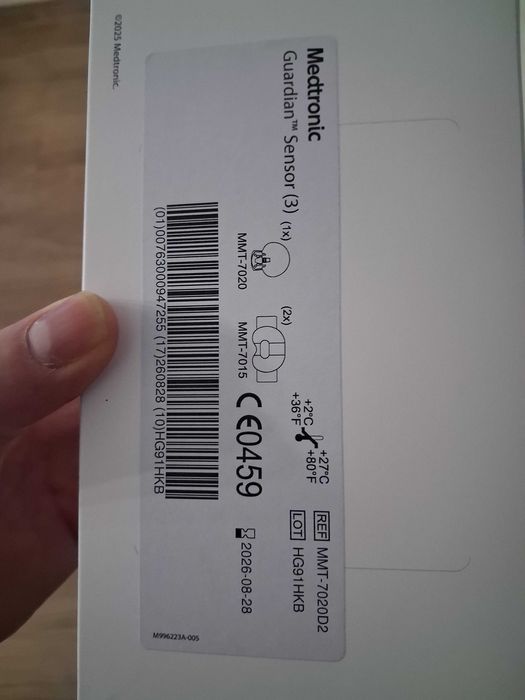 ©2025 Medtronic.
Medtronic
Guardian™ Sensor (3)
(1x)
MMT-7020
(2x)
MMT-7015
+2°C
+36°F
+27°C
+80°F
REF MMT-7020D2
LOT HG91HKB
CE0459
2026-08-28
(01)00763000947255 (17)260828 (10)HG91HKB
M996223A-005